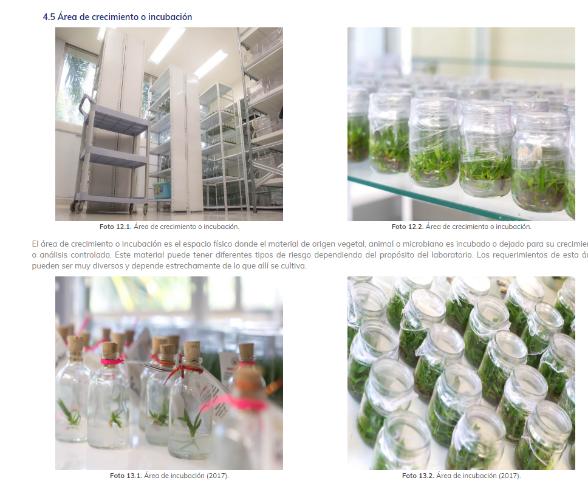 4.5 Área de crecimiento o incubación
Foto 12.1. Área de crecimiento o incubación.
Foto 12.2. Área de crecimiento o incubación.
El área de crecimiento o incubación es el espacio físico donde el material de origen vegetal, animal o microbiano es incubado o dejado para su
o análisis controlado. Este material puede tener diferentes tipos de riesgo dependiendo del propósito del laboratorio. Los requerimientos de esta
pueden ser muy diversos y depende estrechamente de lo que allí se cultiva.
Foto 13.1. Área de incubación (2017).
Foto 13.2. Área de incubación (2017).